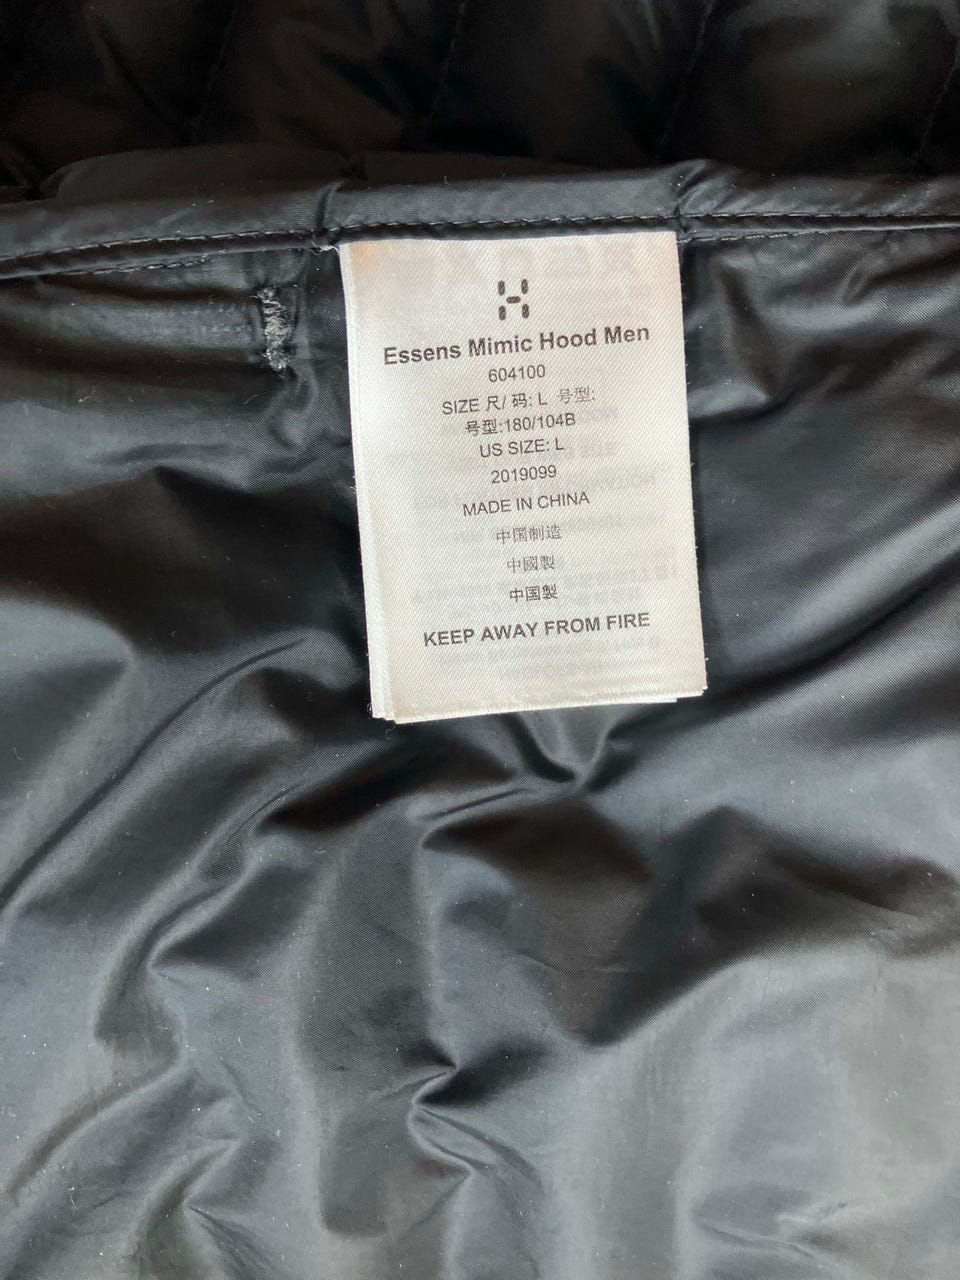 Essens Mimic Hood Men
604100
SIZE 尺/ 码: L 号型:
号型:180/104B
US SIZE: L
2019099
MADE IN CHINA
中国制造
中國製
中国製
KEEP AWAY FROM FIRE